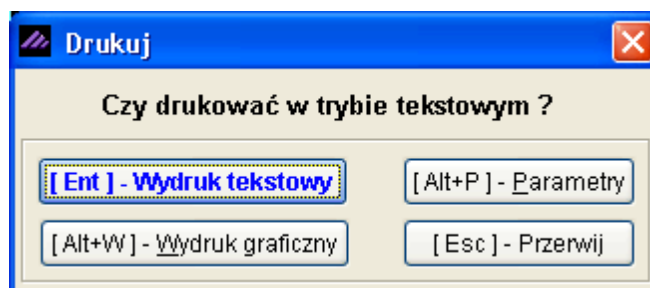 Drukuj
Czy drukować w trybie tekstowym ?
[ Ent ] - Wydruk tekstowy [ Alt+P ] - Parametry
[ Alt+W ] - Wydruk graficzny [ Esc ] - Przerwij